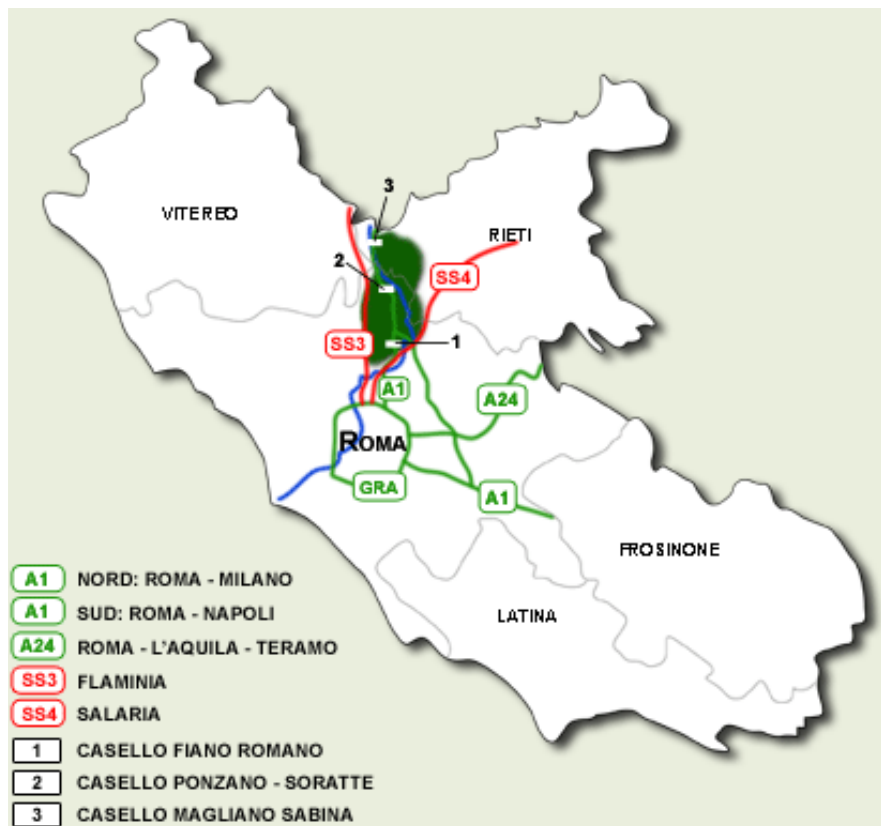 3
VITEREO
RIETI
2
SS4
SS3
1
A1
A24
ROMA
GRA
A1
FROSINONE
LATINA
A1 NORD: ROMA - MILANO
A1 SUD: ROMA - NAPOLI
A24 ROMA - L'AQUILA - TERAMO
SS3 FLAMINIA
SS4 SALARIA
1 CASELLO FIANO ROMANO
2 CASELLO PONZANO - SORATTE
3 CASELLO MAGLIANO SABINA